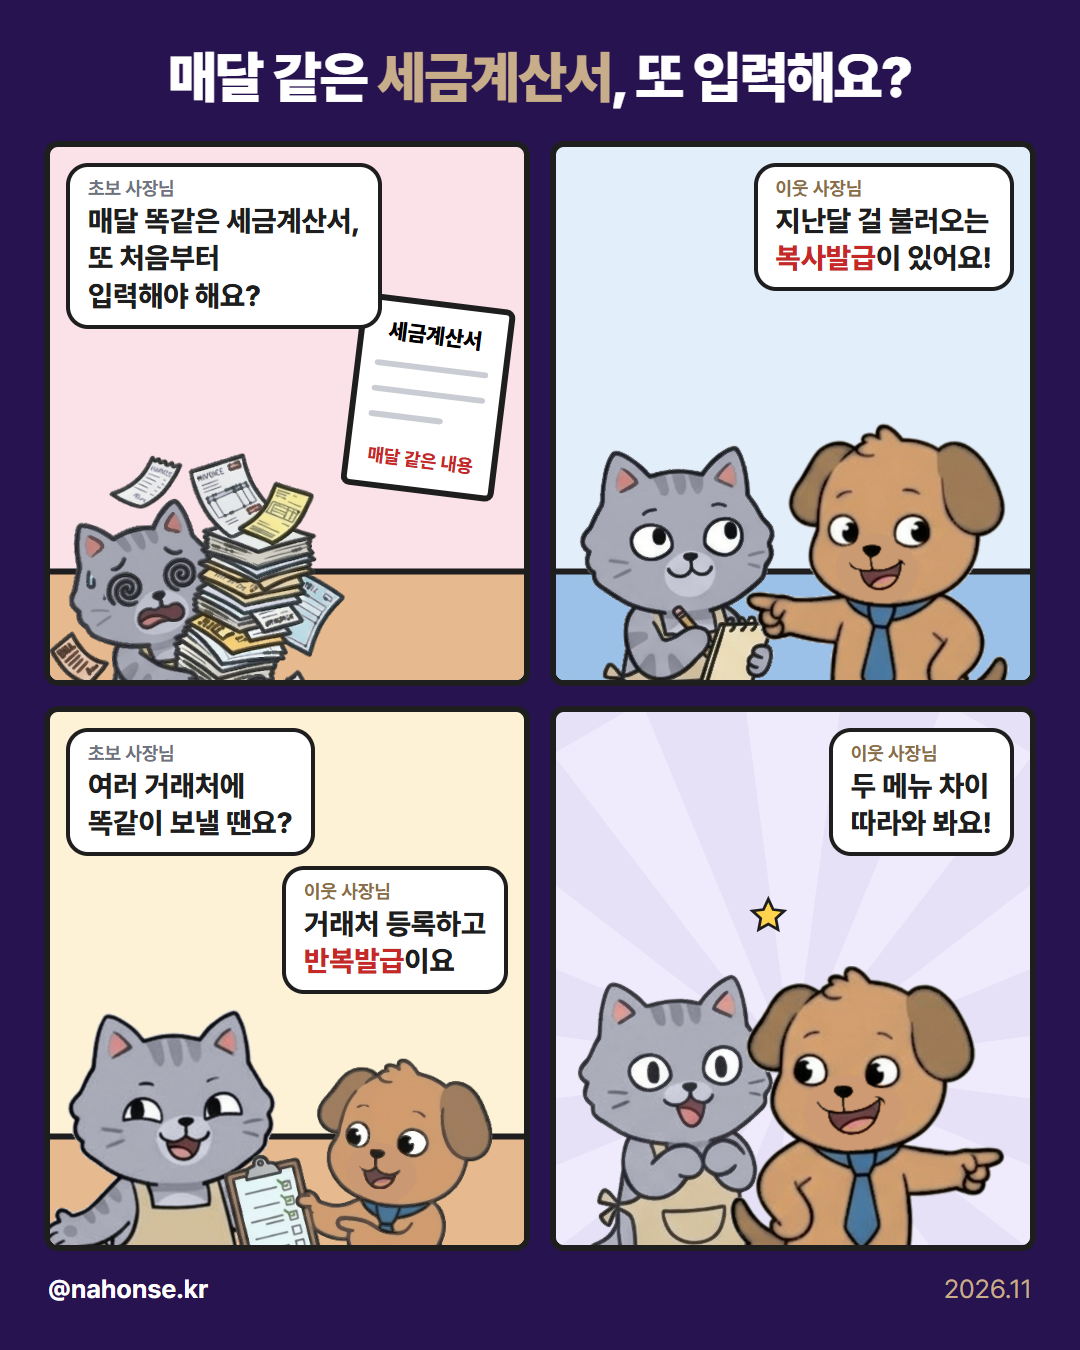 매달 같은 세금계산서, 또 입력해요?
초보 사장님
매달 똑같은 세금계산서,
또 처음부터
입력해야 해요?
세금계산서
매달 같은 내용
INVOICE
이웃 사장님
지난달 걸 불러오는
복사발급이 있어요!
초보 사장님
여러 거래처에
똑같이 보낼 땐요?
이웃 사장님
거래처 등록하고
반복발급이요
이웃 사장님
두 메뉴 차이
따라와 봐요!
@nahonse.kr
2026.11